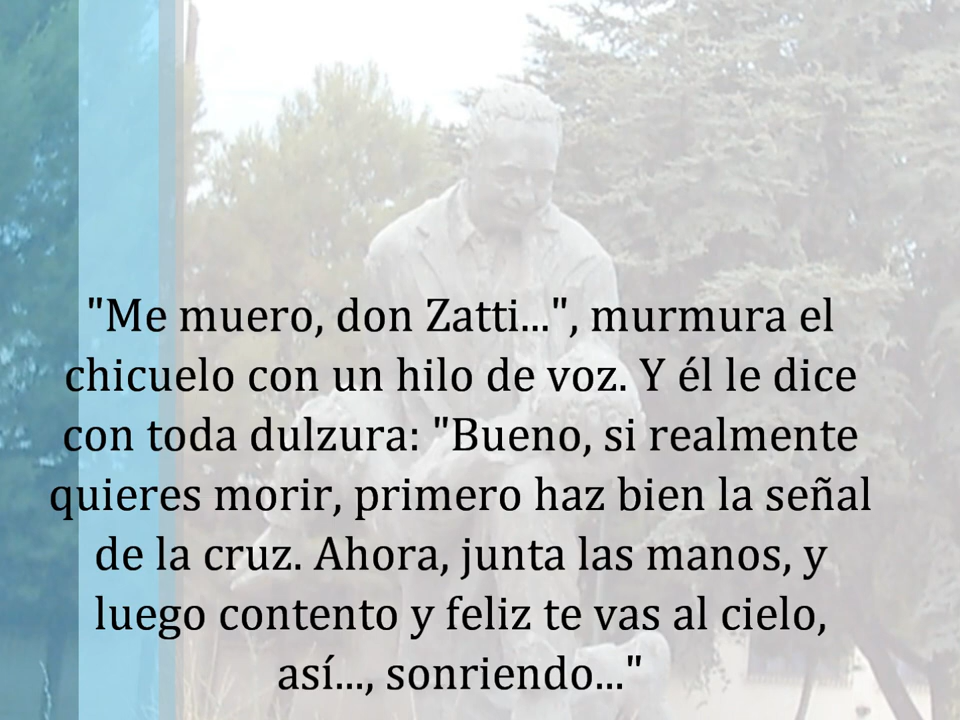 "Me muero, don Zatti...", murmura el
chicuelo con un hilo de voz. Y él le dice
con toda dulzura: "Bueno, si realmente
quieres morir, primero haz bien la señal
de la cruz. Ahora, junta las manos, y
luego contento y feliz te vas al cielo,
así..., sonriendo..."